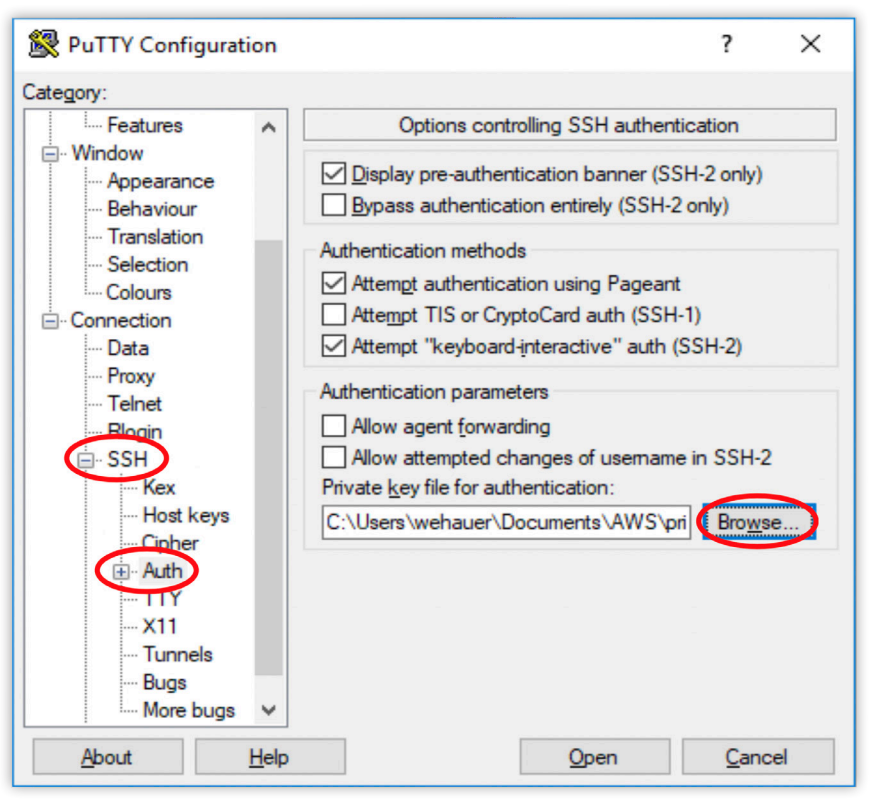 PuTTY Configuration
?
Category:
Features
Window
Appearance
Behaviour
Translation
Selection
Colours
Connection
Data
Proxy
Telnet
Rlogin
SSH
Kex
Host keys
Cipher
Auth
TTY
X11
Tunnels
Bugs
More bugs
Options controlling SSH authentication
Display pre-authentication banner (SSH-2 only)
Bypass authentication entirely (SSH-2 only)
Authentication methods
Attempt authentication using Pageant
Attempt TIS or CryptoCard auth (SSH-1)
Attempt "keyboard-interactive" auth (SSH-2)
Authentication parameters
Allow agent forwarding
Allow attempted changes of username in SSH-2
Private key file for authentication:
C:\Users\wehauer\Documents\AWS\pri
Browse...
About
Help
Open
Cancel